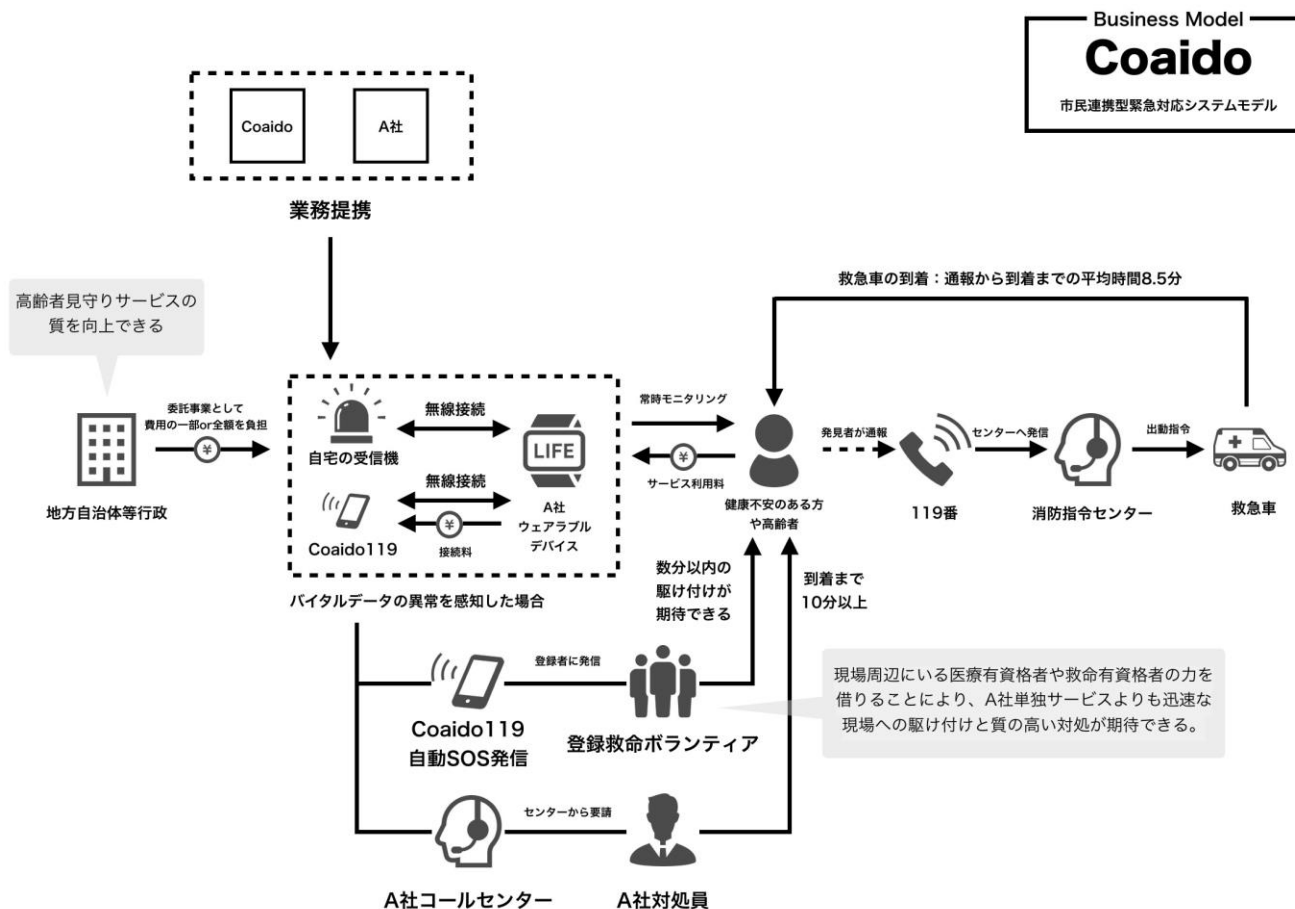 Business Model
Coaido
市民連携型緊急対応システムモデル
Coaido
A社
業務提携
高齢者見守りサービスの
質を向上できる
救急車の到着：通報から到着までの平均時間8.5分
委託事業として
費用の一部or全額を負担
¥
地方自治体等行政
自宅の受信機
無線接続
LIFE
無線接続
¥
接続料
Coaido119
A社
ウェアラブル
デバイス
常時モニタリング
¥
サービス利用料
健康不安のある方
や高齢者
発見者が通報
119番
センターへ発信
消防指令センター
出動指令
救急車
バイタルデータの異常を感知した場合
数分以内の
駆け付けが
期待できる
到着まで
10分以上
登録者に発信
Coaido119
自動SOS発信
登録救命ボランティア
現場周辺にいる医療有資格者や救命有資格者の力を
借りることにより、A社単独サービスよりも迅速な
現場への駆け付けと質の高い対処が期待できる。
センターから要請
A社コールセンター
A社対処員